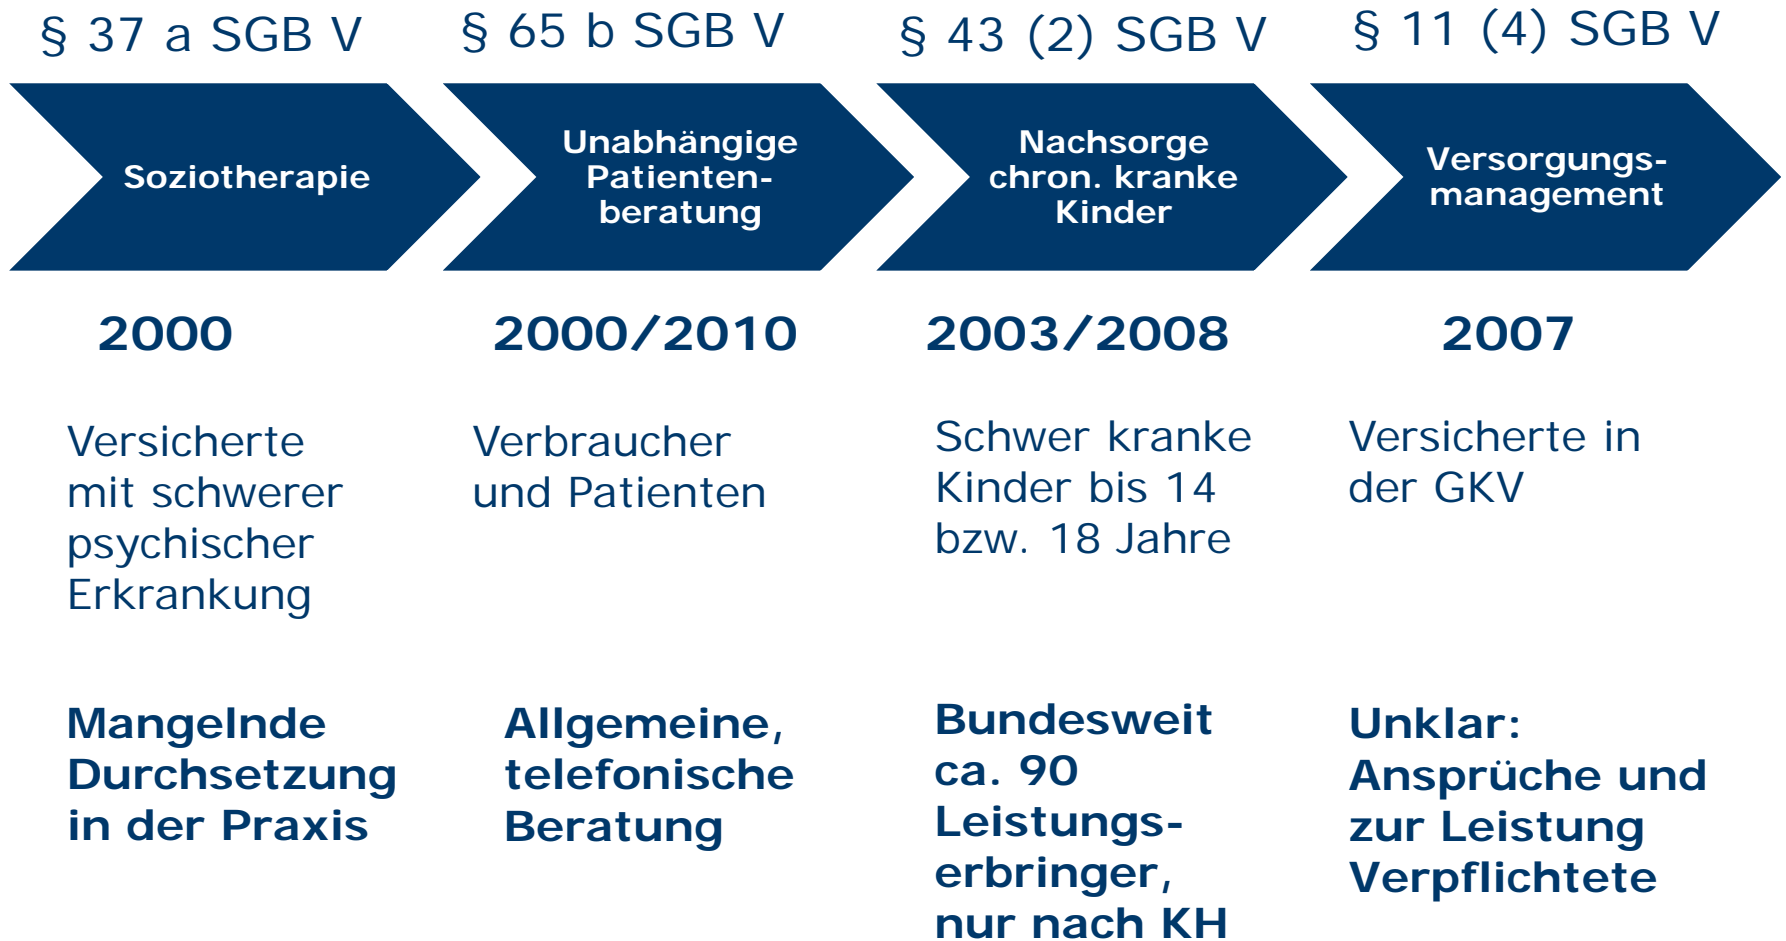 § 37 a SGB V
§ 65 b SGB V
§ 43 (2) SGB V
§ 11 (4) SGB V
Soziotherapie
Unabhängige
Patienten-
beratung
Nachsorge
chron. kranke
Kinder
Versorgungs-
management
2000
2000/2010
2003/2008
2007
Versicherte
mit schwerer
psychischer
Erkrankung
Verbraucher
und Patienten
Schwer kranke
Kinder bis 14
bzw. 18 Jahre
Versicherte in
der GKV
Mangelnde
Durchsetzung
in der Praxis
Allgemeine,
telefonische
Beratung
Bundesweit
ca. 90
Leistungs-
erbringer,
nur nach KH
Unklar:
Ansprüche und
zur Leistung
Verpflichtete